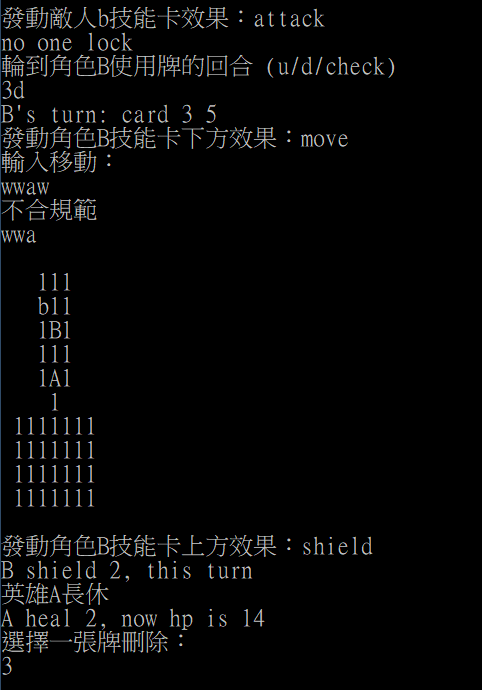 發動敵人b技能卡效果：attack
no one lock
輪到角色B使用牌的回合 (u/d/check)
3d
B's turn: card 3 5
發動角色B技能卡下方效果：move
輸入移動：
wwaw
不合規範
wwa
111
b11
1B1
111
1A1
1
1111111
1111111
1111111
1111111
發動角色B技能卡上方效果：shield
B shield 2, this turn
英雄A長休
A heal 2, now hp is 14
選擇一張牌刪除：
3